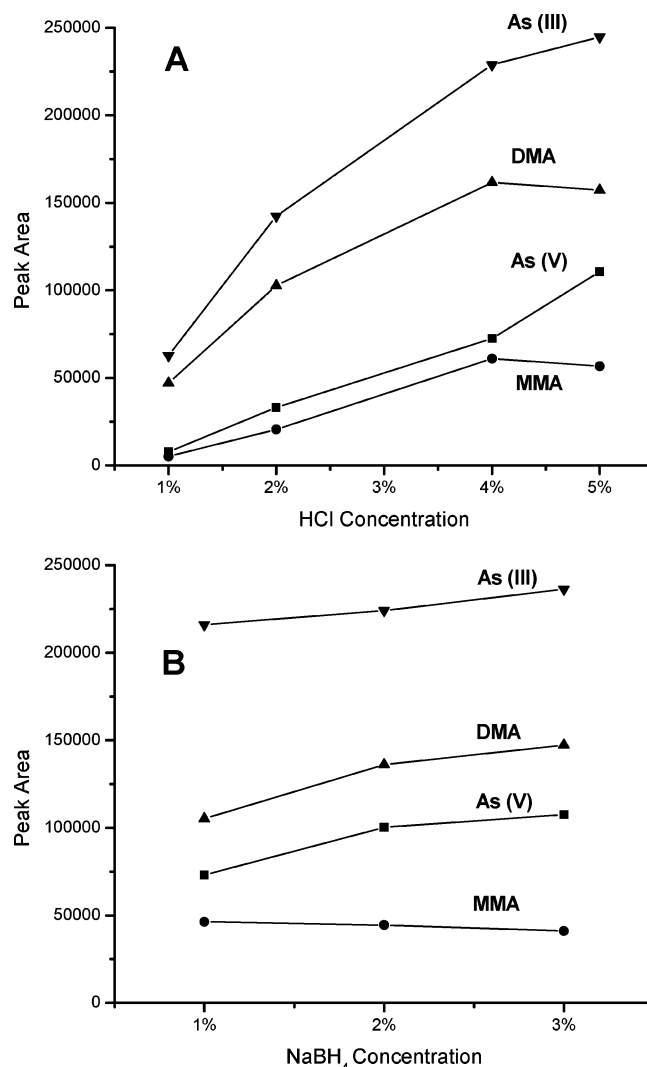 250000
As (III)
A
200000
DMA
150000
As (V)
100000
MMA
50000
0
Peak Area
1% 2% 3% 4% 5%
HCl Concentration
250000
As (III)
B
200000
DMA
150000
As (V)
100000
MMA
50000
0
Peak Area
1% 2% 3%
NaBH4 Concentration